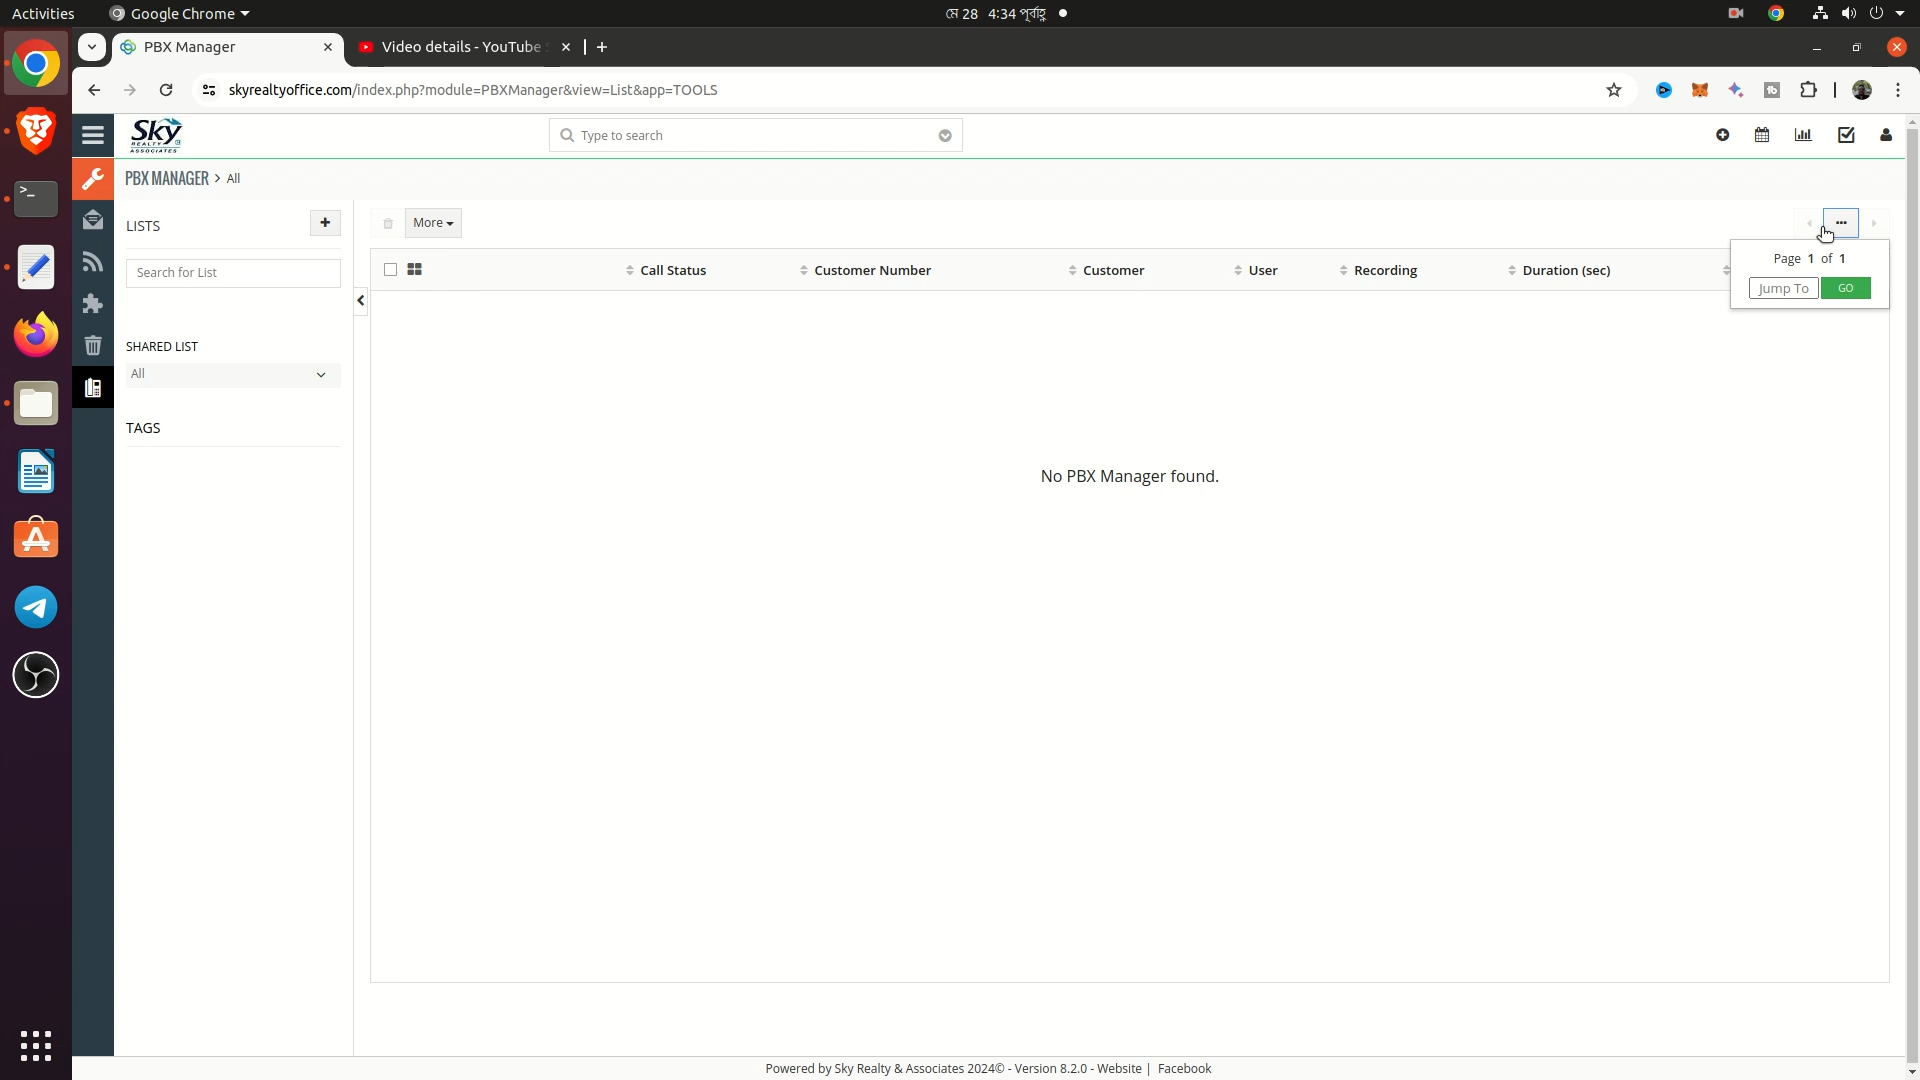 Activities
Google Chrome
মে 28 4:34 পূর্বাহ্ণ
PBX Manager
Video details - YouTube S
skyrealtyoffice.com/index.php?module=PBXManager&view=List&app=TOOLS
Sky
REALTY
ASSOCIATES
Type to search
PBX MANAGER > All
LISTS
+
More
...
Page 1 of 1
Jump To GO
Search for List
Call Status
Customer Number
Customer
User
Recording
Duration (sec)
SHARED LIST
All
TAGS
No PBX Manager found.
Powered by Sky Realty & Associates 2024© - Version 8.2.0 - Website | Facebook